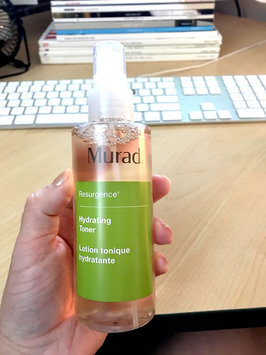 Murad
Resurgence®
Hydrating
Toner
Lotion tonique
hydratante